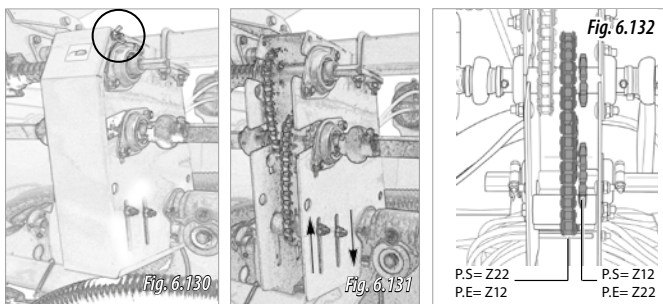 Fig. 6.130
Fig. 6.131
Fig. 6.132
P.S= Z22
P.E= Z12
P.S= Z12
P.E= Z22